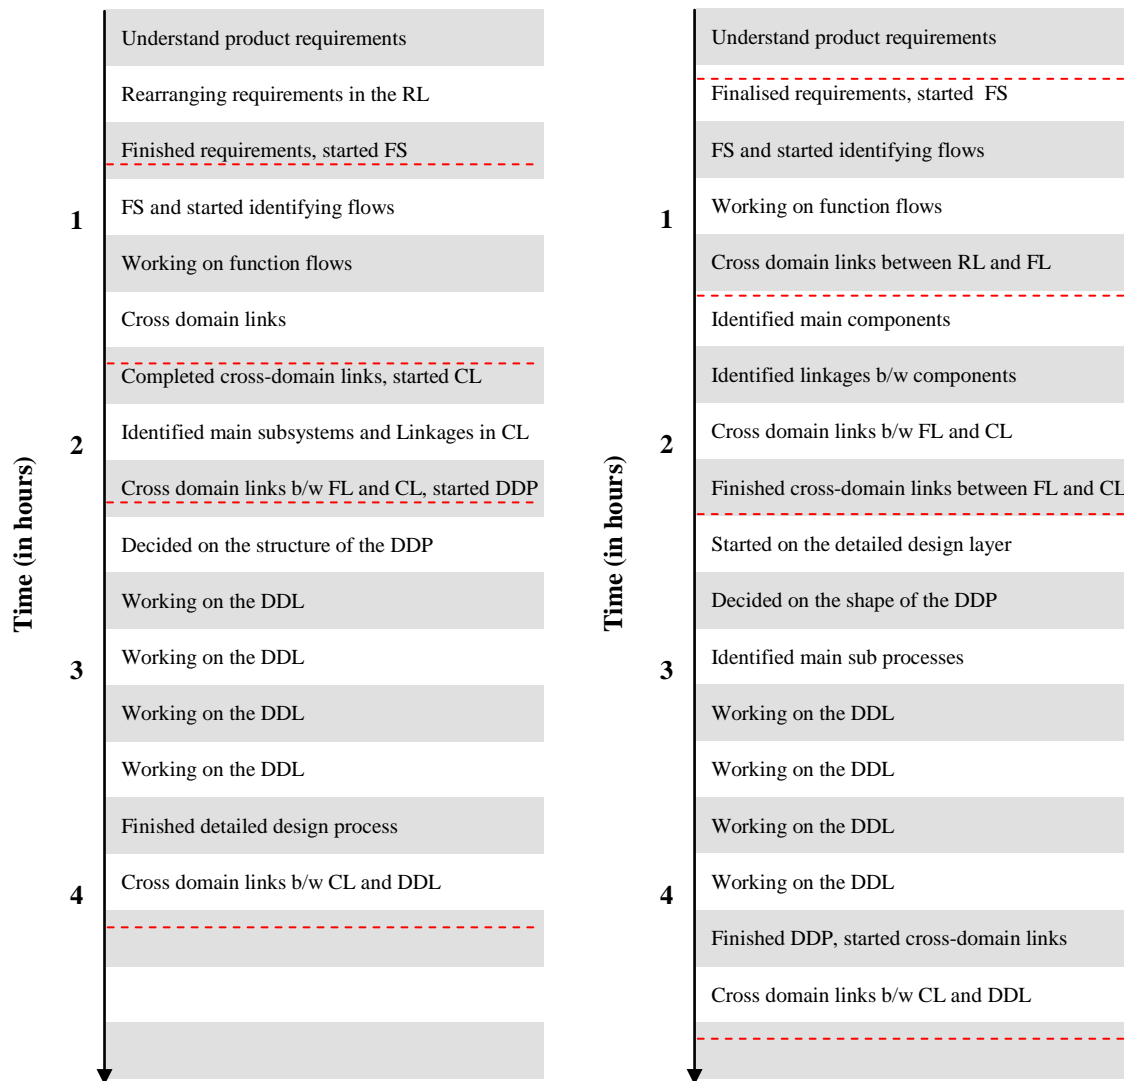 Understand product requirements
Rearranging requirements in the RL
Finished requirements, started FS
1
FS and started identifying flows
Working on function flows
Cross domain links
Completed cross-domain links, started CL
2
Identified main subsystems and Linkages in CL
Cross domain links b/w FL and CL, started DDP
Time (in hours)
Decided on the structure of the DDP
Working on the DDL
3
Working on the DDL
Working on the DDL
Working on the DDL
Finished detailed design process
4
Cross domain links b/w CL and DDL
Understand product requirements
Finalised requirements, started FS
FS and started identifying flows
1
Working on function flows
Cross domain links between RL and FL
Identified main components
Identified linkages b/w components
2
Cross domain links b/w FL and CL
Finished cross-domain links between FL and CL
Time (in hours)
Started on the detailed design layer
Decided on the shape of the DDP
3
Identified main sub processes
Working on the DDL
Working on the DDL
Working on the DDL
4
Working on the DDL
Finished DDP, started cross-domain links
Cross domain links b/w CL and DDL